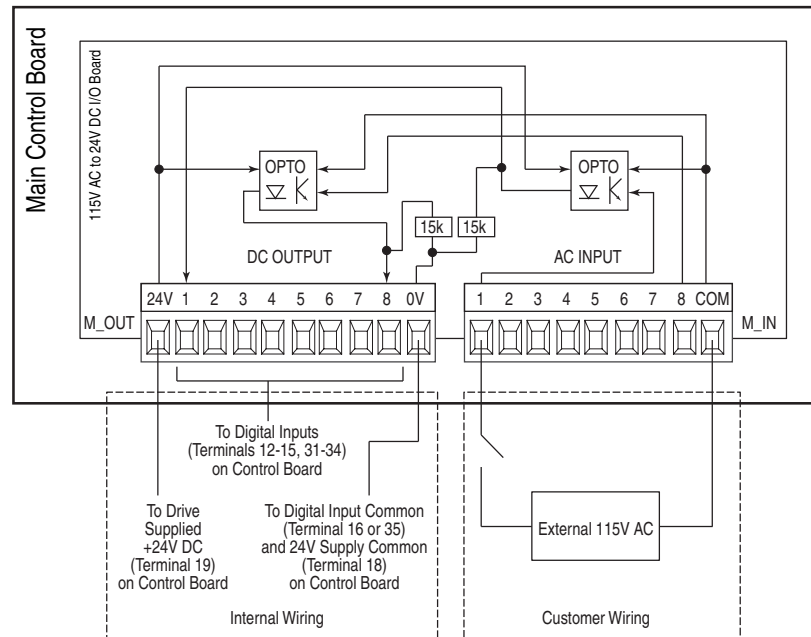 Main Control Board
115V AC to 24V DC I/O Board
OPTO
OPTO
15k
15k
DC OUTPUT
AC INPUT
24V 1 2 3 4 5 6 7 8 0V
1 2 3 4 5 6 7 8 COM
M_OUT
M_IN
To Digital Inputs
(Terminals 12-15, 31-34)
on Control Board
To Drive
Supplied
+24V DC
(Terminal 19)
on Control Board
To Digital Input Common
(Terminal 16 or 35)
and 24V Supply Common
(Terminal 18)
on Control Board
External 115V AC
Internal Wiring
Customer Wiring